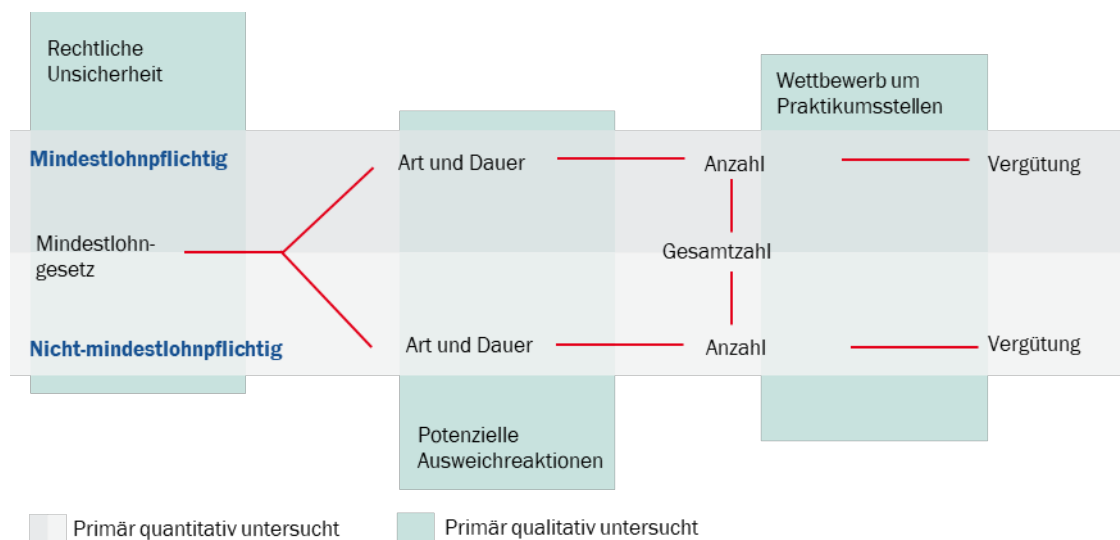 Rechtliche
Unsicherheit
Wettbewerb um
Praktikumsstellen
Mindestlohnpflichtig
Art und Dauer
Anzahl
Vergütung
Mindestlohn-
gesetz
Gesamtzahl
Nicht-mindestlohnpflichtig
Art und Dauer
Anzahl
Vergütung
Potenzielle
Ausweichreaktionen
Primär quantitativ untersucht
Primär qualitativ untersucht